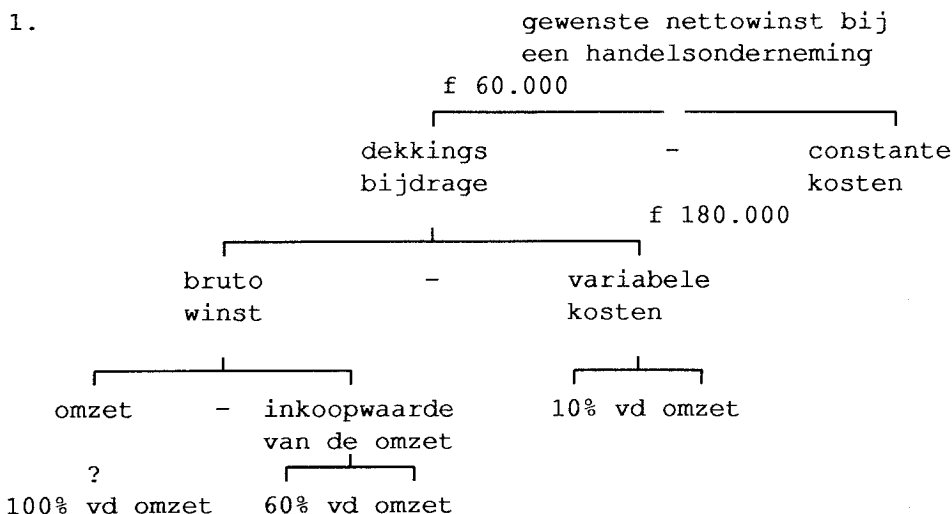 1. gewenste nettowinst bij
een handelsonderneming
f 60.000
dekkings - constante
bijdrage kosten
f 180.000
bruto - variabele
winst kosten
omzet - inkoopwaarde 10% vd omzet
van de omzet
?
100% vd omzet 60% vd omzet